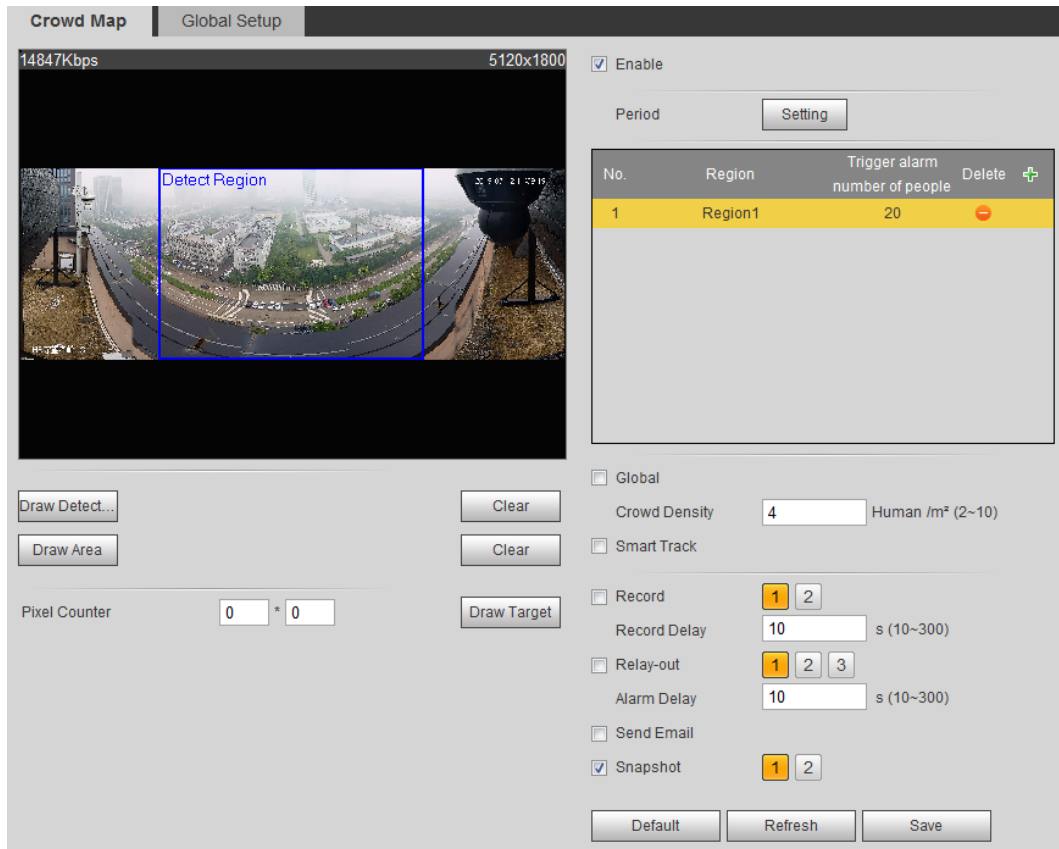 Crowd Map
Global Setup
14847Kbps
5120x1800
Detect Region
Draw Detect...
Clear
Draw Area
Clear
Pixel Counter
0 * 0
Draw Target
Enable
Period
Setting
No. Region Trigger alarm number of people Delete
1 Region1 20
Global
Crowd Density 4 Human /m² (2~10)
Smart Track
Record 1 2
Record Delay 10 s (10~300)
Relay-out 1 2 3
Alarm Delay 10 s (10~300)
Send Email
Snapshot 1 2
Default Refresh Save